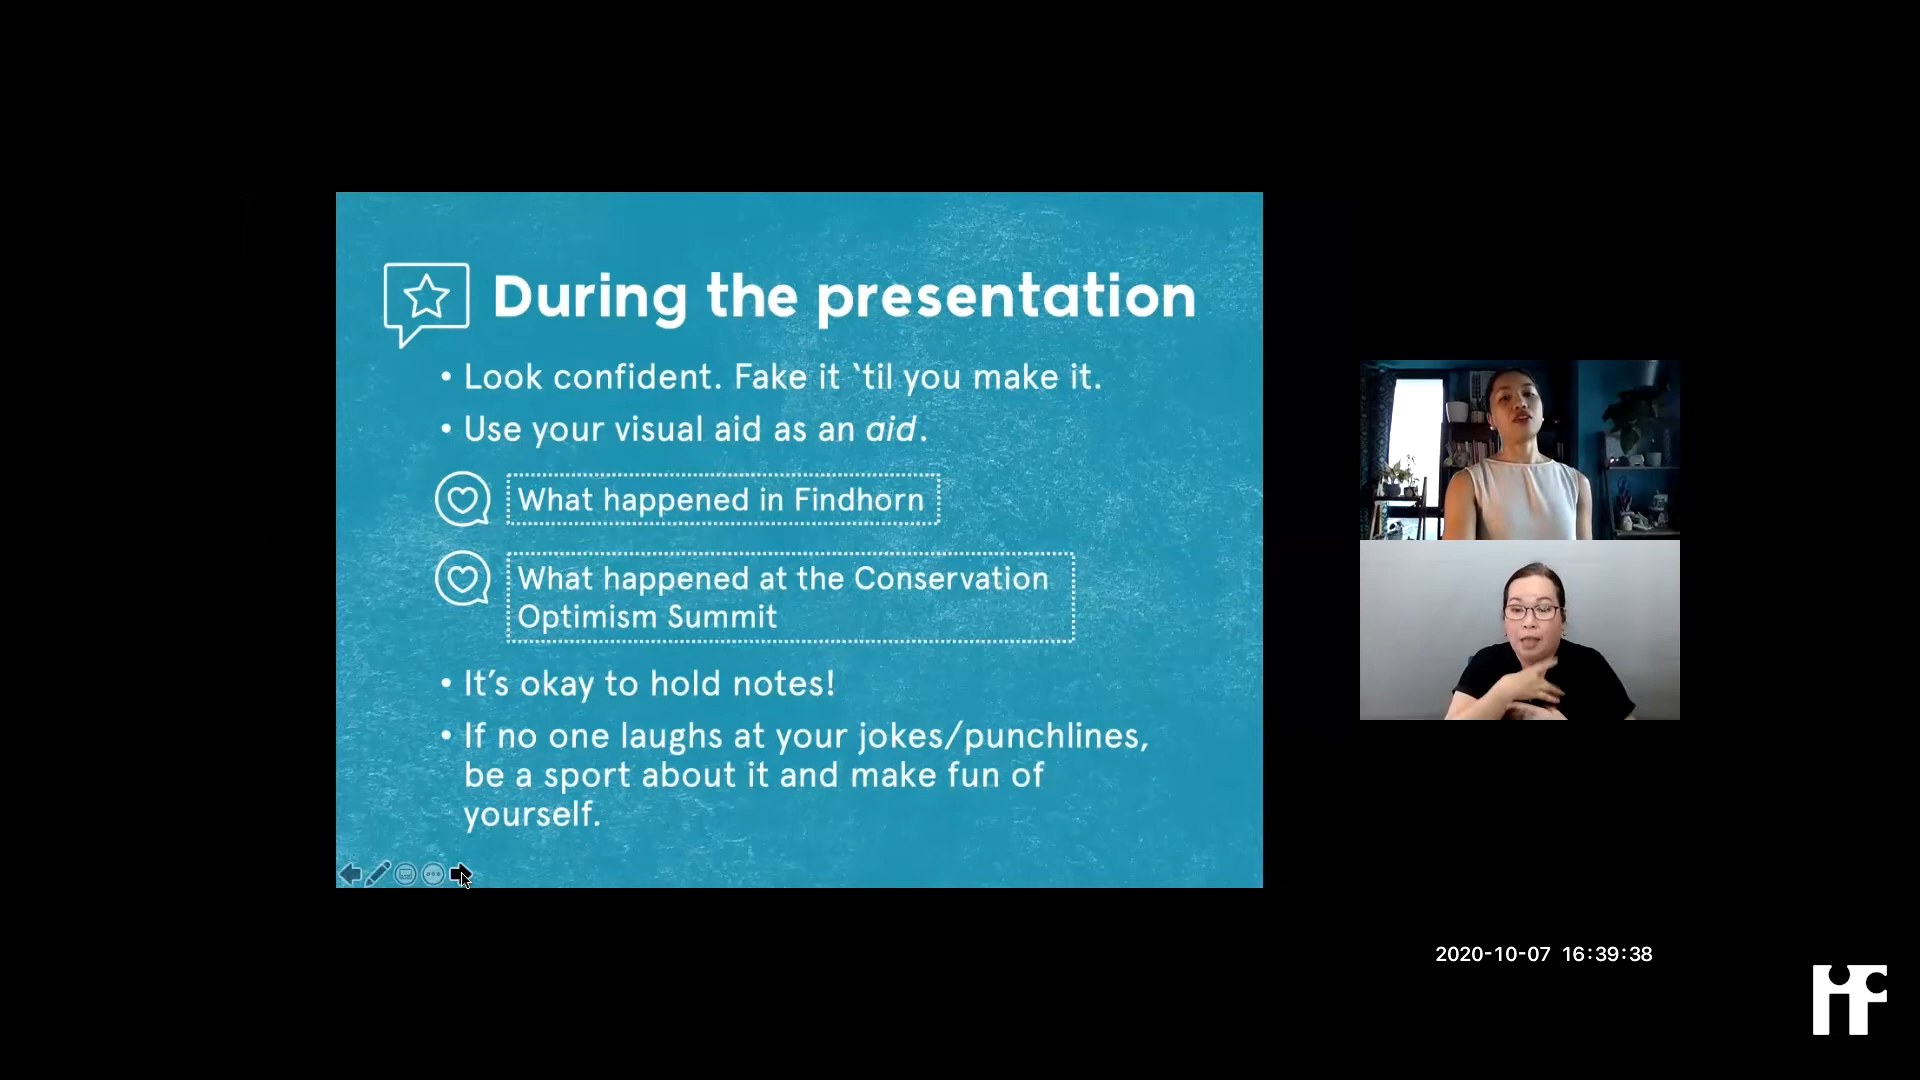 During the presentation
• Look confident. Fake it ‵til you make it.
• Use your visual aid as an aid.
What happened in Findhorn
What happened at the Conservation
Optimism Summit
• It’s okay to hold notes!
• If no one laughs at your jokes/punchlines,
be a sport about it and make fun of
yourself.
2020-10-07 16:39:38